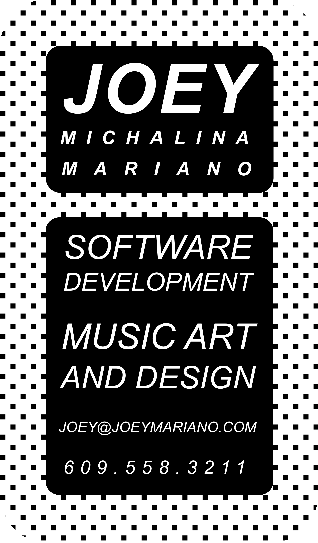 JOEY
MICHALINA
MARIANO
SOFTWARE
DEVELOPMENT
MUSIC ART
AND DESIGN
JOEY@JOEYMARIANO.COM
609.558.3211